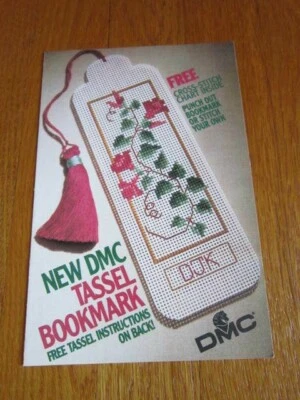 FREE
CROSS-STITCH
CHART INSIDE
PUNCH OUT
BOOKMARK
OR STITCH
YOUR OWN
DJK
NEW DMC
TASSEL
BOOKMARK
FREE TASSEL INSTRUCTIONS
ON BACK!
DMC